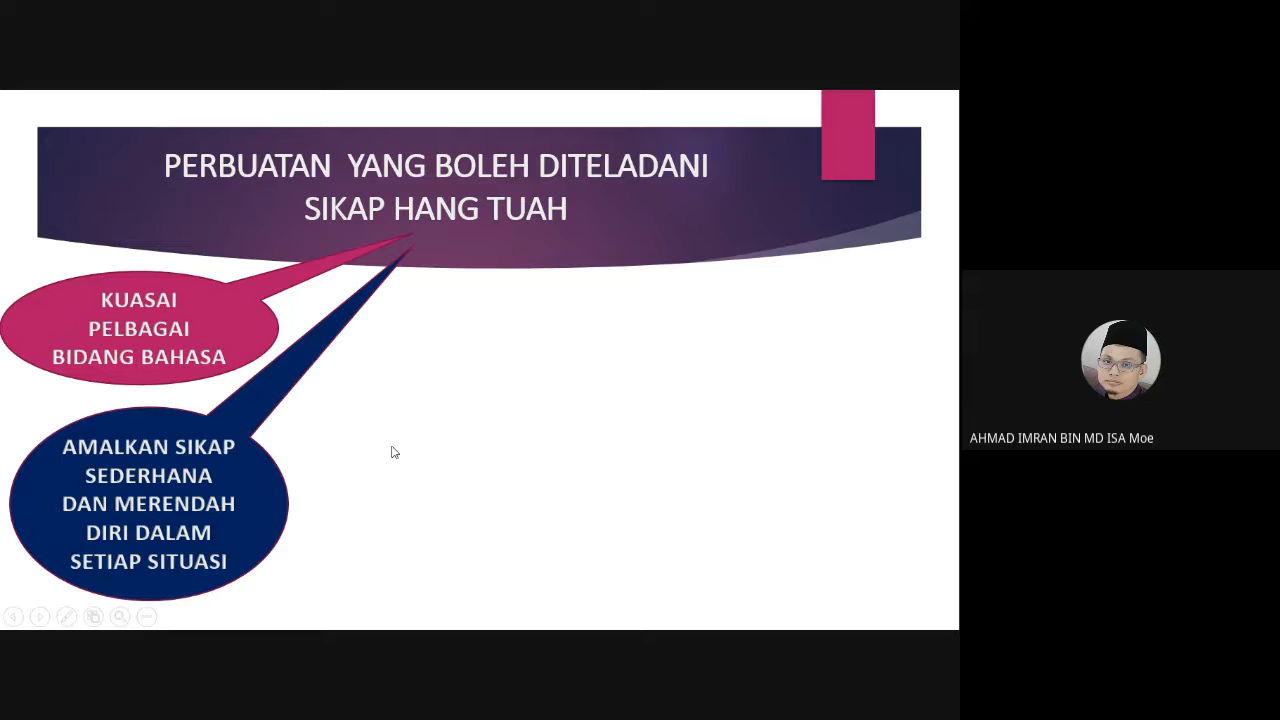 PERBUATAN YANG BOLEH DITELADANI
SIKAP HANG TUAH
KUASAI
PELBAGAI
BIDANG BAHASA
AMALKAN SIKAP
SEDERHANA
DAN MERENDAH
DIRI DALAM
SETIAP SITUASI
AHMAD IMRAN BIN MD ISA Moe